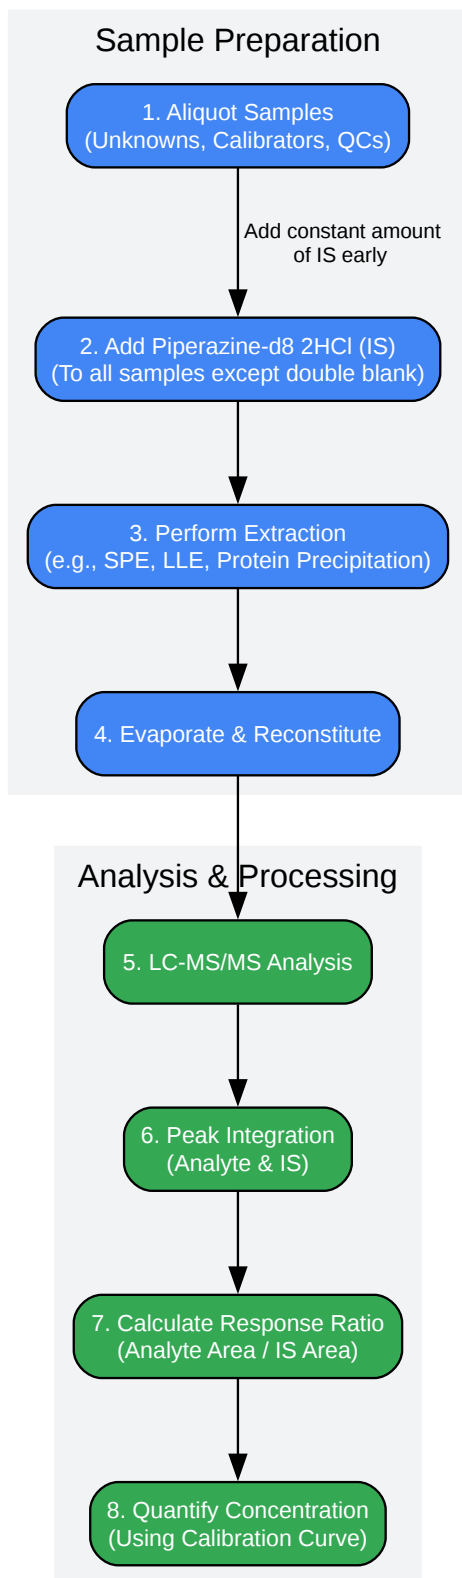 Sample Preparation
1. Aliquot Samples
(Unknowns, Calibrators, QCs)
Add constant amount
of IS early
2. Add Piperazine-d8 2HCl (IS)
(To all samples except double blank)
3. Perform Extraction
(e.g., SPE, LLE, Protein Precipitation)
4. Evaporate & Reconstitute
Analysis & Processing
5. LC-MS/MS Analysis
6. Peak Integration
(Analyte & IS)
7. Calculate Response Ratio
(Analyte Area / IS Area)
8. Quantify Concentration
(Using Calibration Curve)